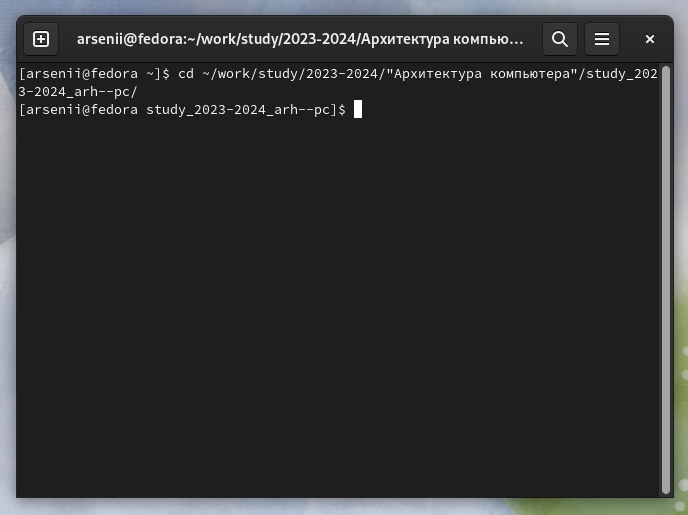 arsenii@fedora:~/work/study/2023-2024/Архитектура компью...
[arsenii@fedora ~]$ cd ~/work/study/2023-2024/"Архитектура компьютера"/study_202
3-2024_arh--pc/
[arsenii@fedora study_2023-2024_arh--pc]$